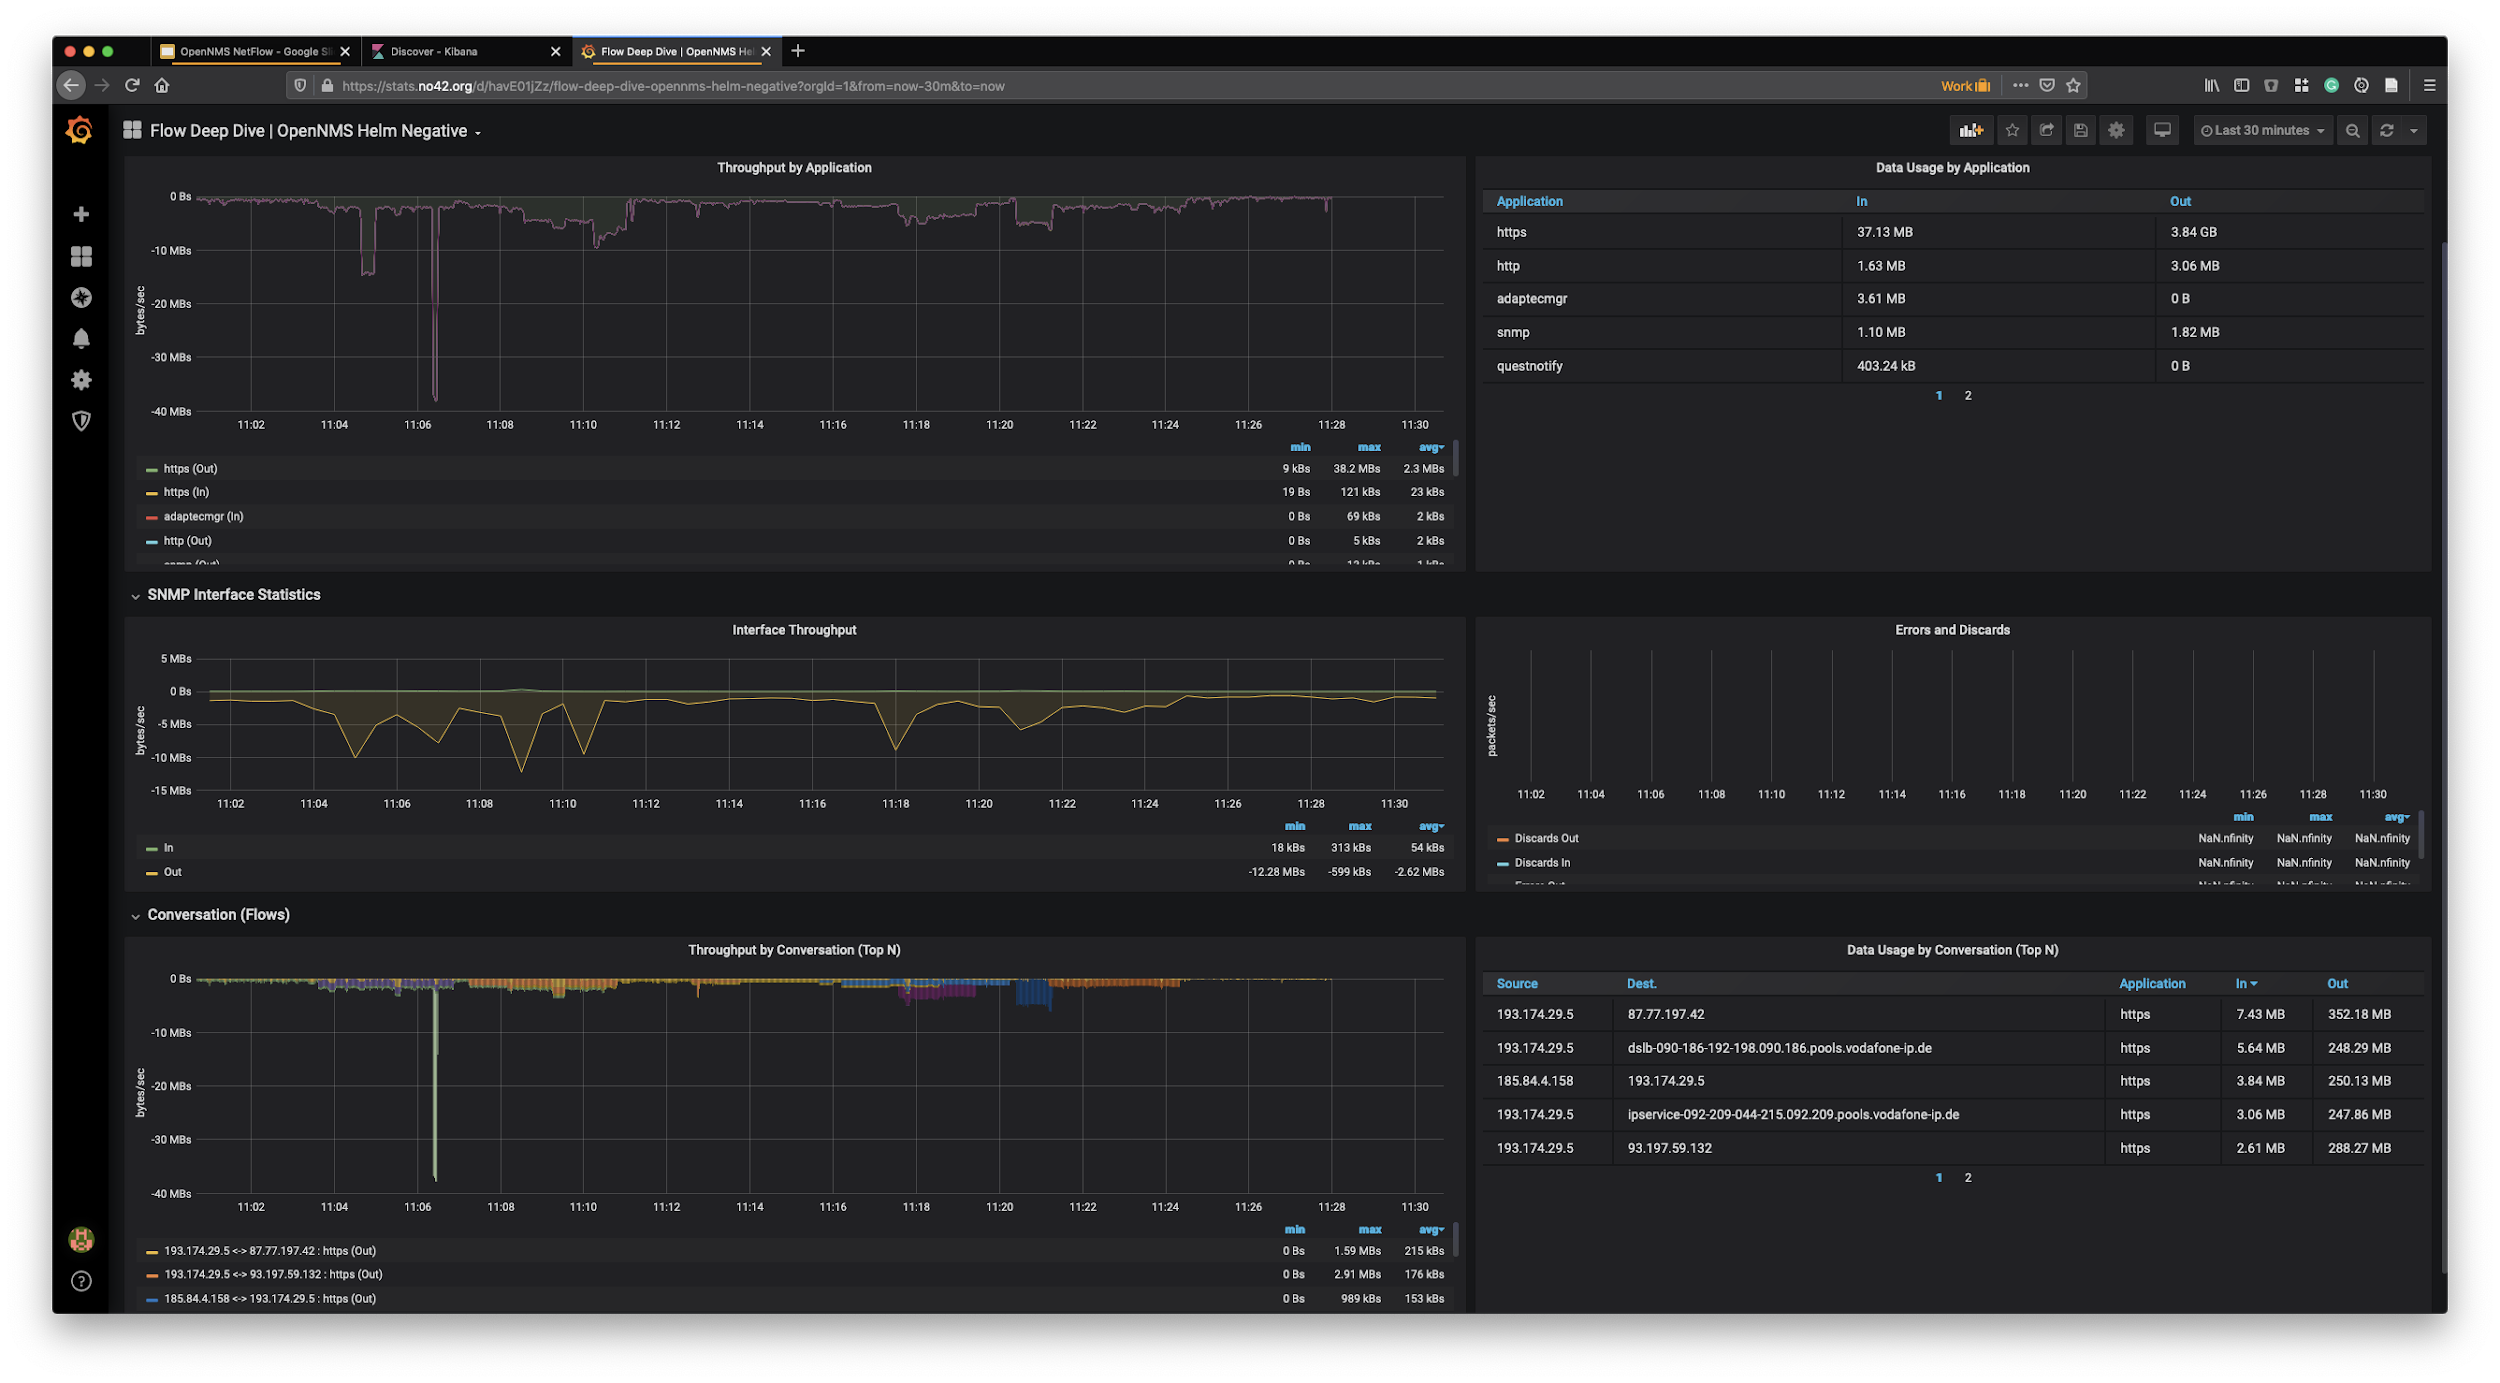 OpenNMS NetFlow - Google Sl
Discover - Kibana
Flow Deep Dive | OpenNMS He
https://stats.no42.org/d/havE01jZz/flow-deep-dive-opennms-helm-negative?orgId=1&from=now-30m&to=now
Work
Flow Deep Dive | OpenNMS Helm Negative
Last 30 minutes
Throughput by Application
0 Bs
-10 MBs
-20 MBs
-30 MBs
-40 MBs
bytes/sec
11:02 11:04 11:06 11:08 11:10 11:12 11:14 11:16 11:18 11:20 11:22 11:24 11:26 11:28 11:30
min max avg
https (Out) 9 kBs 38.2 MBs 2.3 MBs
https (In) 19 Bs 121 kBs 23 kBs
adaptecmgr (In) 0 Bs 69 kBs 2 kBs
http (Out) 0 Bs 5 kBs 2 kBs
Data Usage by Application
Application In Out
https 37.13 MB 3.84 GB
http 1.63 MB 3.06 MB
adaptecmgr 3.61 MB 0 B
snmp 1.10 MB 1.82 MB
questnotify 403.24 kB 0 B
1 2
SNMP Interface Statistics
Interface Throughput
5 MBs
0 Bs
-5 MBs
-10 MBs
-15 MBs
bytes/sec
11:02 11:04 11:06 11:08 11:10 11:12 11:14 11:16 11:18 11:20 11:22 11:24 11:26 11:28 11:30
min max avg
In 18 kBs 313 kBs 54 kBs
Out -12.28 MBs -599 kBs -2.62 MBs
Errors and Discards
packets/sec
11:02 11:04 11:06 11:08 11:10 11:12 11:14 11:16 11:18 11:20 11:22 11:24 11:26 11:28 11:30
min max avg
Discards Out NaN.nfinity NaN.nfinity NaN.nfinity
Discards In NaN.nfinity NaN.nfinity NaN.nfinity
Conversation (Flows)
Throughput by Conversation (Top N)
0 Bs
-10 MBs
-20 MBs
-30 MBs
-40 MBs
bytes/sec
11:02 11:04 11:06 11:08 11:10 11:12 11:14 11:16 11:18 11:20 11:22 11:24 11:26 11:28 11:30
min max avg
193.174.29.5 <-> 87.77.197.42 : https (Out) 0 Bs 1.59 MBs 215 kBs
193.174.29.5 <-> 93.197.59.132 : https (Out) 0 Bs 2.91 MBs 176 kBs
185.84.4.158 <-> 193.174.29.5 : https (Out) 0 Bs 989 kBs 153 kBs
Data Usage by Conversation (Top N)
Source Dest. Application In Out
193.174.29.5 87.77.197.42 https 7.43 MB 352.18 MB
193.174.29.5 dslb-090-186-192-198.090.186.pools.vodafone-ip.de https 5.64 MB 248.29 MB
185.84.4.158 193.174.29.5 https 3.84 MB 250.13 MB
193.174.29.5 ipservice-092-209-044-215.092.209.pools.vodafone-ip.de https 3.06 MB 247.86 MB
193.174.29.5 93.197.59.132 https 2.61 MB 288.27 MB
1 2